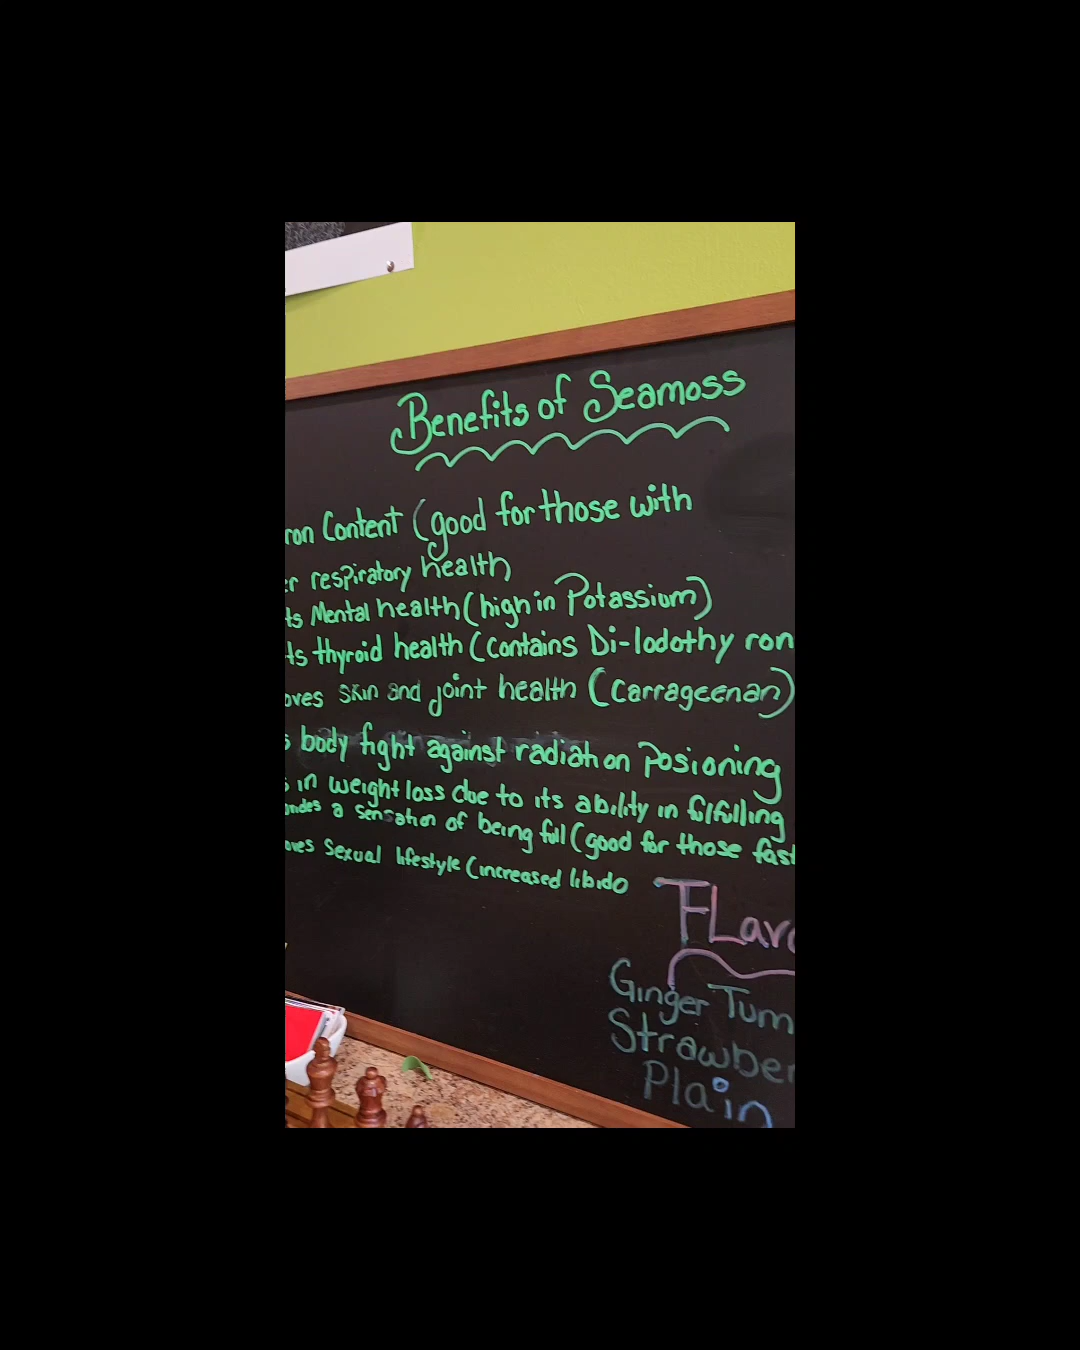 Benefits of Seamoss
ron Content (good for those with
er respiratory health
ts Mental health (high in Potassium)
ts thyroid health (contains Di-Iodothy ron
oves skin and joint health (Carrageenan)
s body fight against radiation Posioning
s in weight loss due to its ability in fulfilling
a sensation of being full (good for those fast
oves Sexual lifestyle (increased libido
FLavo
Ginger Tum
Strawber
Plain